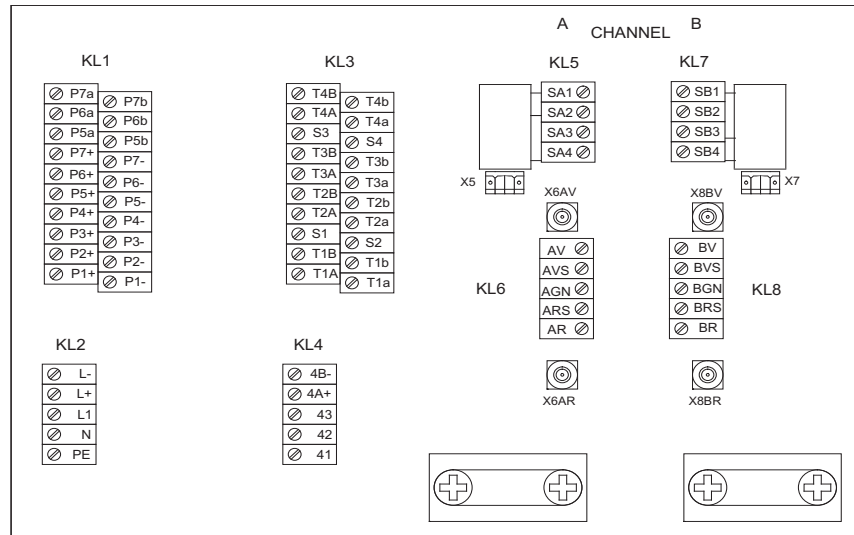 A B
CHANNEL
KL1 KL3 KL5 KL7
P7a P7b
P6a P6b
P5a P5b
P7+ P7-
P6+ P6-
P5+ P5-
P4+ P4-
P3+ P3-
P2+ P2-
P1+ P1-
T4B T4b
T4A T4a
S3 S4
T3B T3b
T3A T3a
T2B T2b
T2A T2a
S1 S2
T1B T1b
T1A T1a
SA1
SA2
SA3
SA4
SB1
SB2
SB3
SB4
X5 X7
X6AV X8BV
KL6 KL8
AV
AVS
AGN
ARS
AR
BV
BVS
BGN
BRS
BR
X6AR X8BR
KL2 KL4
L-
L+
L1
N
PE
4B-
4A+
43
42
41